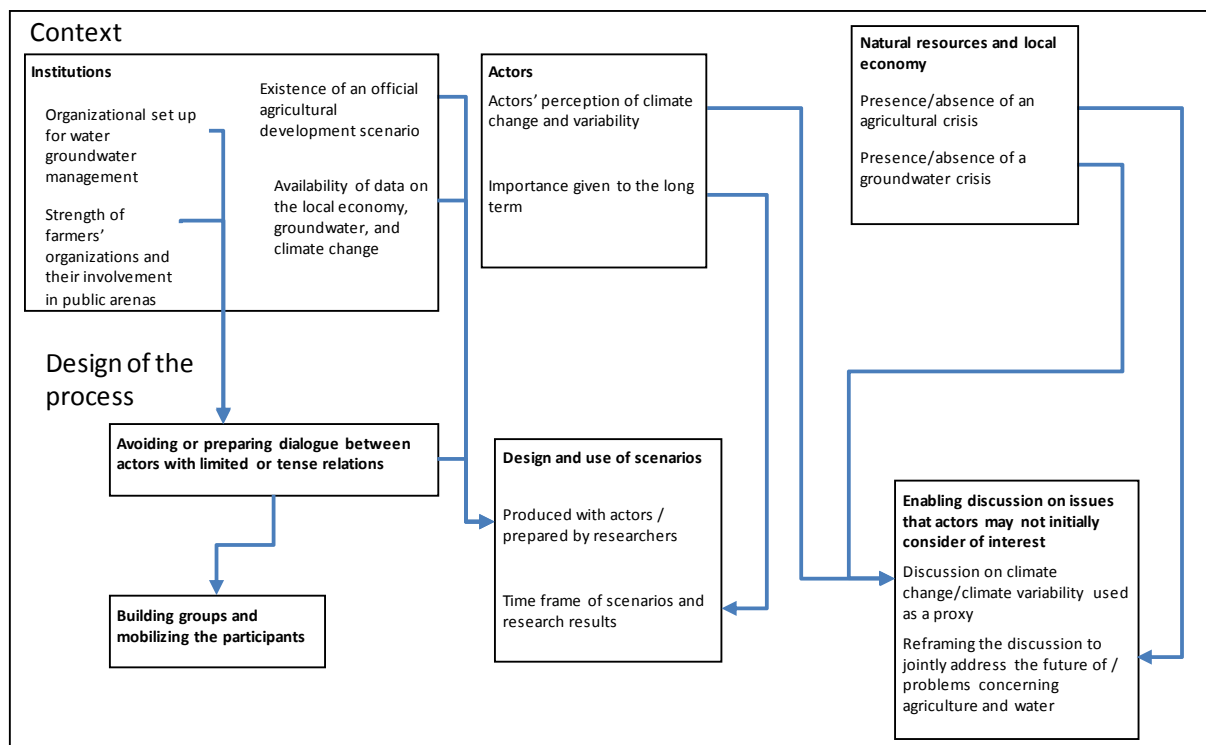 Context
Institutions
Organizational set up
for water
groundwater
management
Strength of
farmers'
organizations and
their involvement
in public arenas
Existence of an official
agricultural
development scenario
Availability of data on
the local economy,
groundwater, and
climate change
Actors
Actors' perception of climate
change and variability
Importance given to the long
term
Natural resources and local
economy
Presence/absence of an
agricultural crisis
Presence/absence of a
groundwater crisis
Design of the
process
Avoiding or preparing dialogue between
actors with limited or tense relations
Building groups and
mobilizing the participants
Design and use of scenarios
Produced with actors /
prepared by researchers
Time frame of scenarios and
research results
Enabling discussion on issues
that actors may not initially
consider of interest
Discussion on climate
change/climate variability used
as a proxy
Reframing the discussion to
jointly address the future of /
problems concerning
agriculture and water